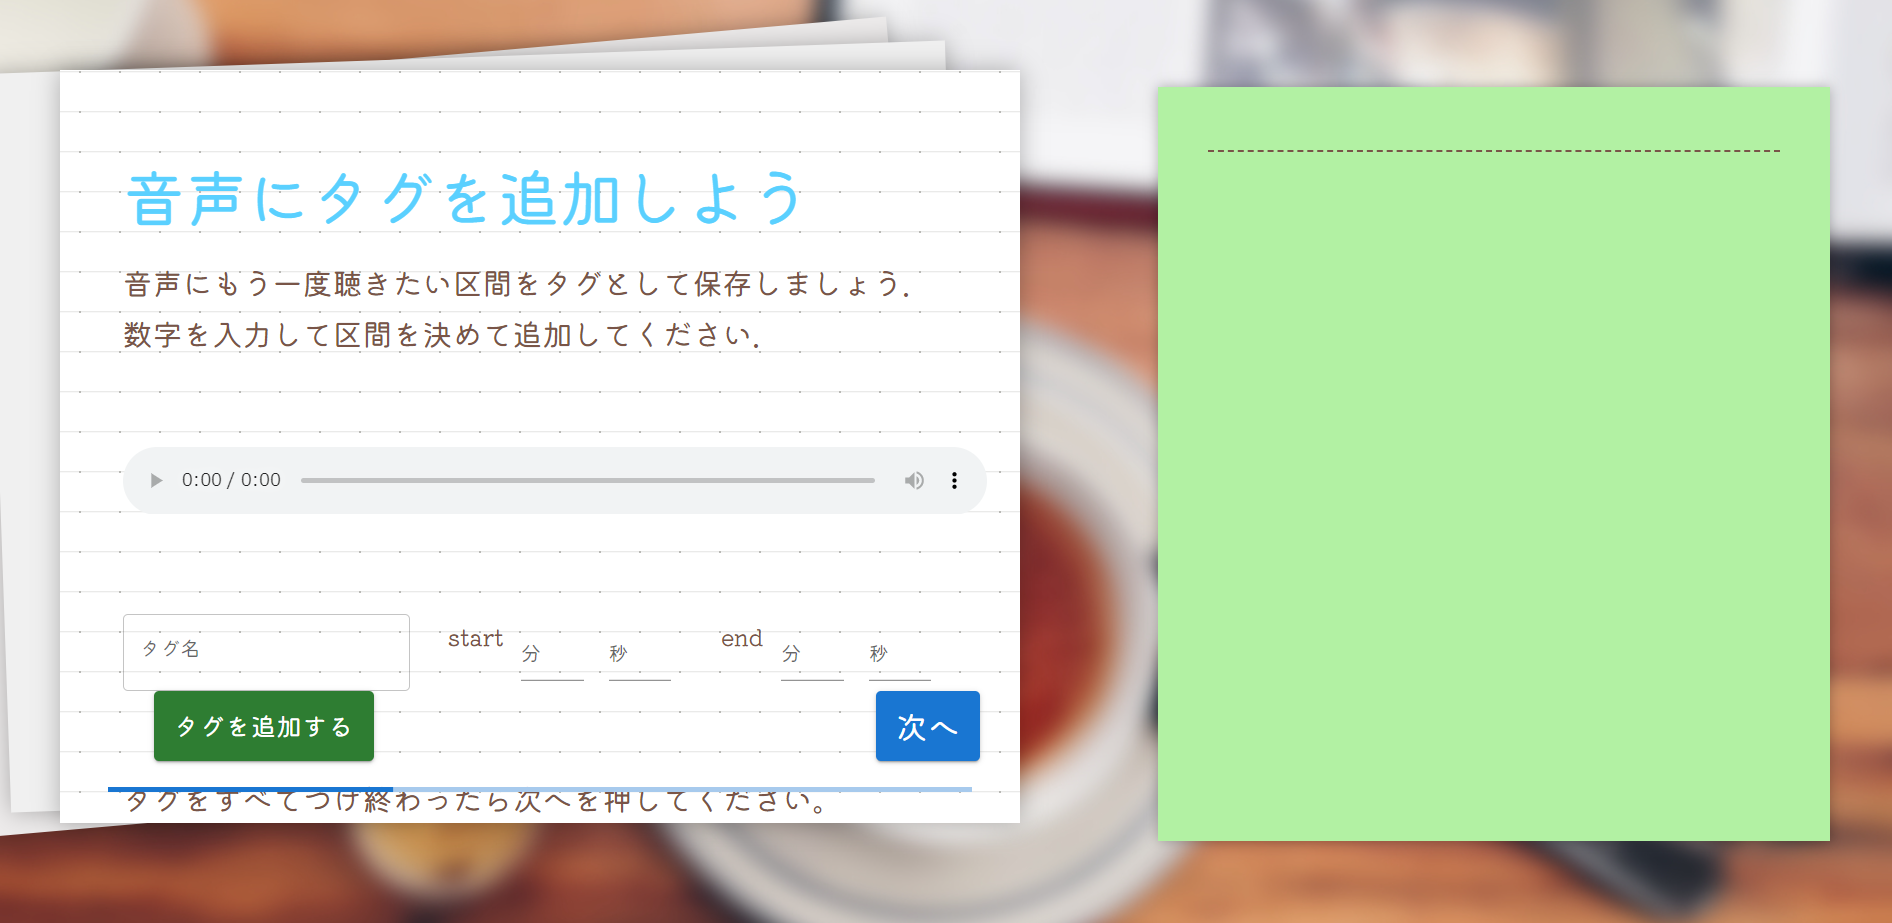 音声にタグを追加しよう
音声にもう一度聴きたい区間をタグとして保存しましょう.
数字を入力して区間を決めて追加してください.
0:00 / 0:00
タグ名
start 分 秒 end 分 秒
タグを追加する 次へ
タグをすべてつけ終わったら次へを押してください。